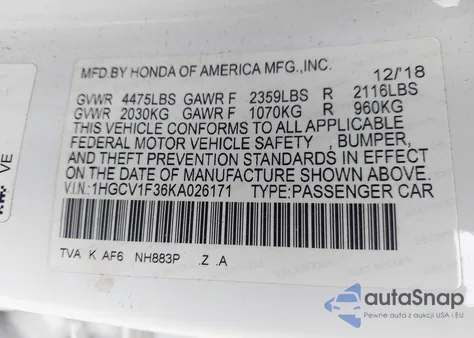 MFD.BY HONDA OF AMERICA MFG.,INC.
12/'18
GVWR 4475LBS GAWR F 2359LBS R 2116LBS
GVWR 2030KG GAWR F 1070KG R 960KG
THIS VEHICLE CONFORMS TO ALL APPLICABLE
FEDERAL MOTOR VEHICLE SAFETY , BUMPER,
AND THEFT PREVENTION STANDARDS IN EFFECT
ON THE DATE OF MANUFACTURE SHOWN ABOVE.
V.I.N.:1HGCV1F36KA026171 TYPE:PASSENGER CAR
TVA K AF6 NH883P .Z .A
VE
autoSnap
Pewne auta z aukcji USA i EU